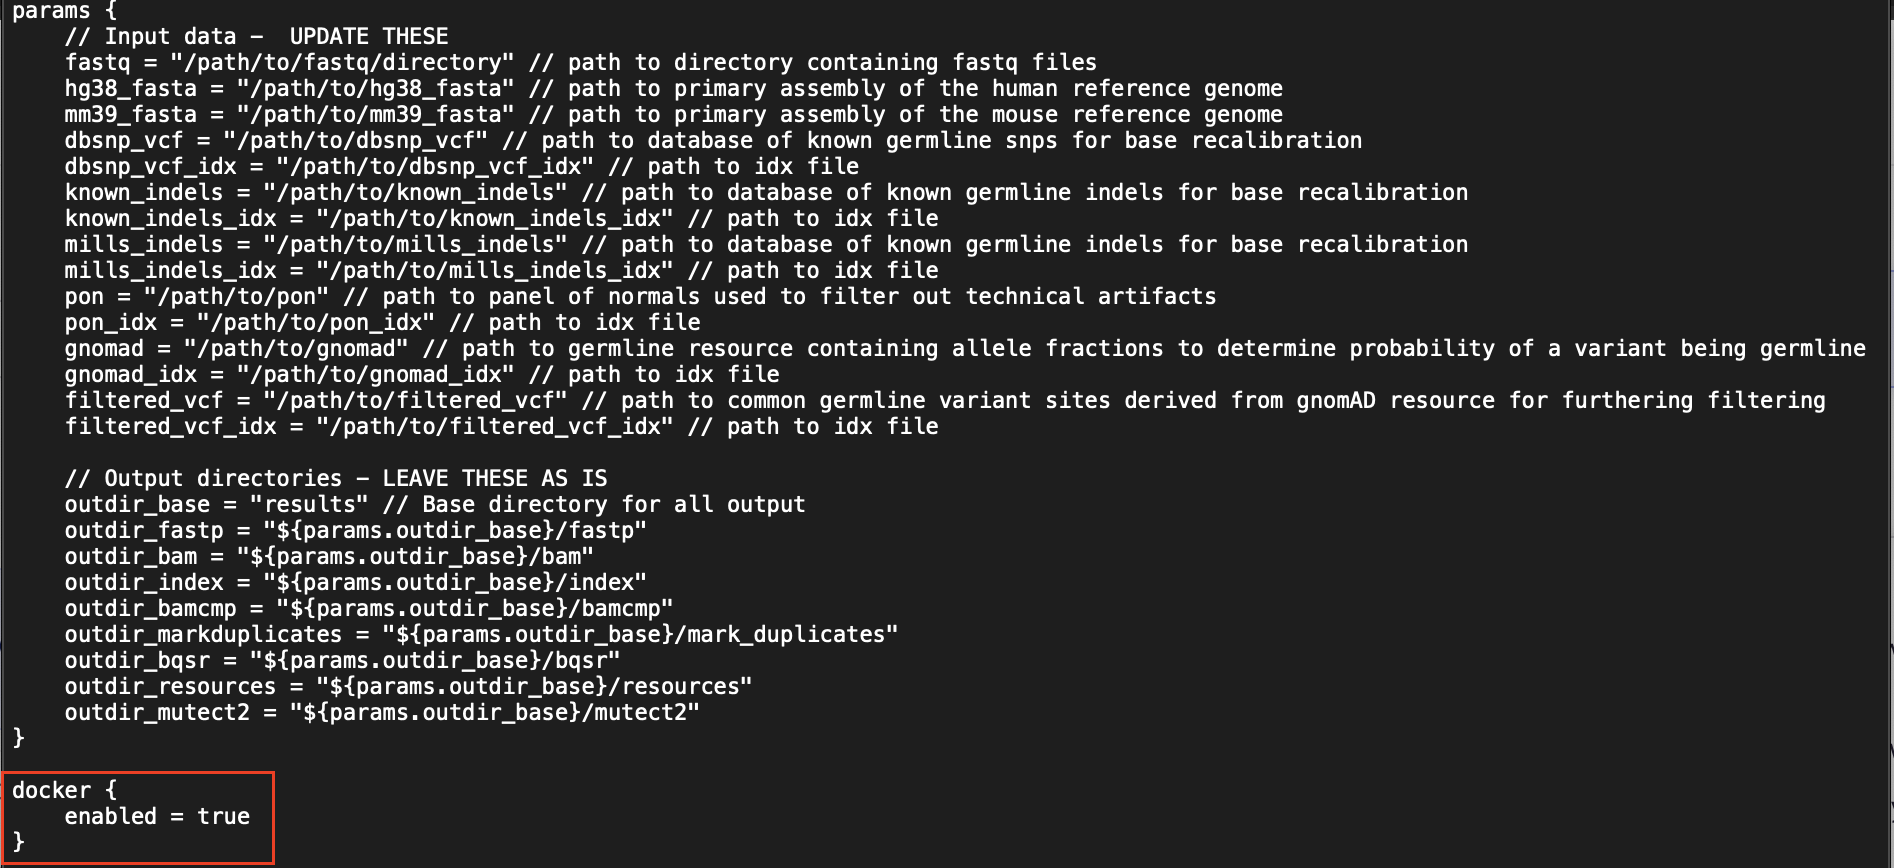 params {
    // Input data –  UPDATE THESE
    fastq = "/path/to/fastq/directory" // path to directory containing fastq files
    hg38_fasta = "/path/to/hg38_fasta" // path to primary assembly of the human reference genome
    mm39_fasta = "/path/to/mm39_fasta" // path to primary assembly of the mouse reference genome
    dbsnp_vcf = "/path/to/dbsnp_vcf" // path to database of known germline snps for base recalibration
    dbsnp_vcf_idx = "/path/to/dbsnp_vcf_idx" // path to idx file
    known_indels = "/path/to/known_indels" // path to database of known germline indels for base recalibration
    known_indels_idx = "/path/to/known_indels_idx" // path to idx file
    mills_indels = "/path/to/mills_indels" // path to database of known germline indels for base recalibration
    mills_indels_idx = "/path/to/mills_indels_idx" // path to idx file
    pon = "/path/to/pon" // path to panel of normals used to filter out technical artifacts
    pon_idx = "/path/to/pon_idx" // path to idx file
    gnomad = "/path/to/gnomad" // path to germline resource containing allele fractions to determine probability of a variant being germline
    gnomad_idx = "/path/to/gnomad_idx" // path to idx file
    filtered_vcf = "/path/to/filtered_vcf" // path to common germline variant sites derived from gnomAD resource for furthering filtering
    filtered_vcf_idx = "/path/to/filtered_vcf_idx" // path to idx file

    // Output directories – LEAVE THESE AS IS
    outdir_base = "results" // Base directory for all output
    outdir_fastp = "${params.outdir_base}/fastp"
    outdir_bam = "${params.outdir_base}/bam"
    outdir_index = "${params.outdir_base}/index"
    outdir_bamcmp = "${params.outdir_base}/bamcmp"
    outdir_markduplicates = "${params.outdir_base}/mark_duplicates"
    outdir_bqsr = "${params.outdir_base}/bqsr"
    outdir_resources = "${params.outdir_base}/resources"
    outdir_mutect2 = "${params.outdir_base}/mutect2"
}

docker {
    enabled = true
}